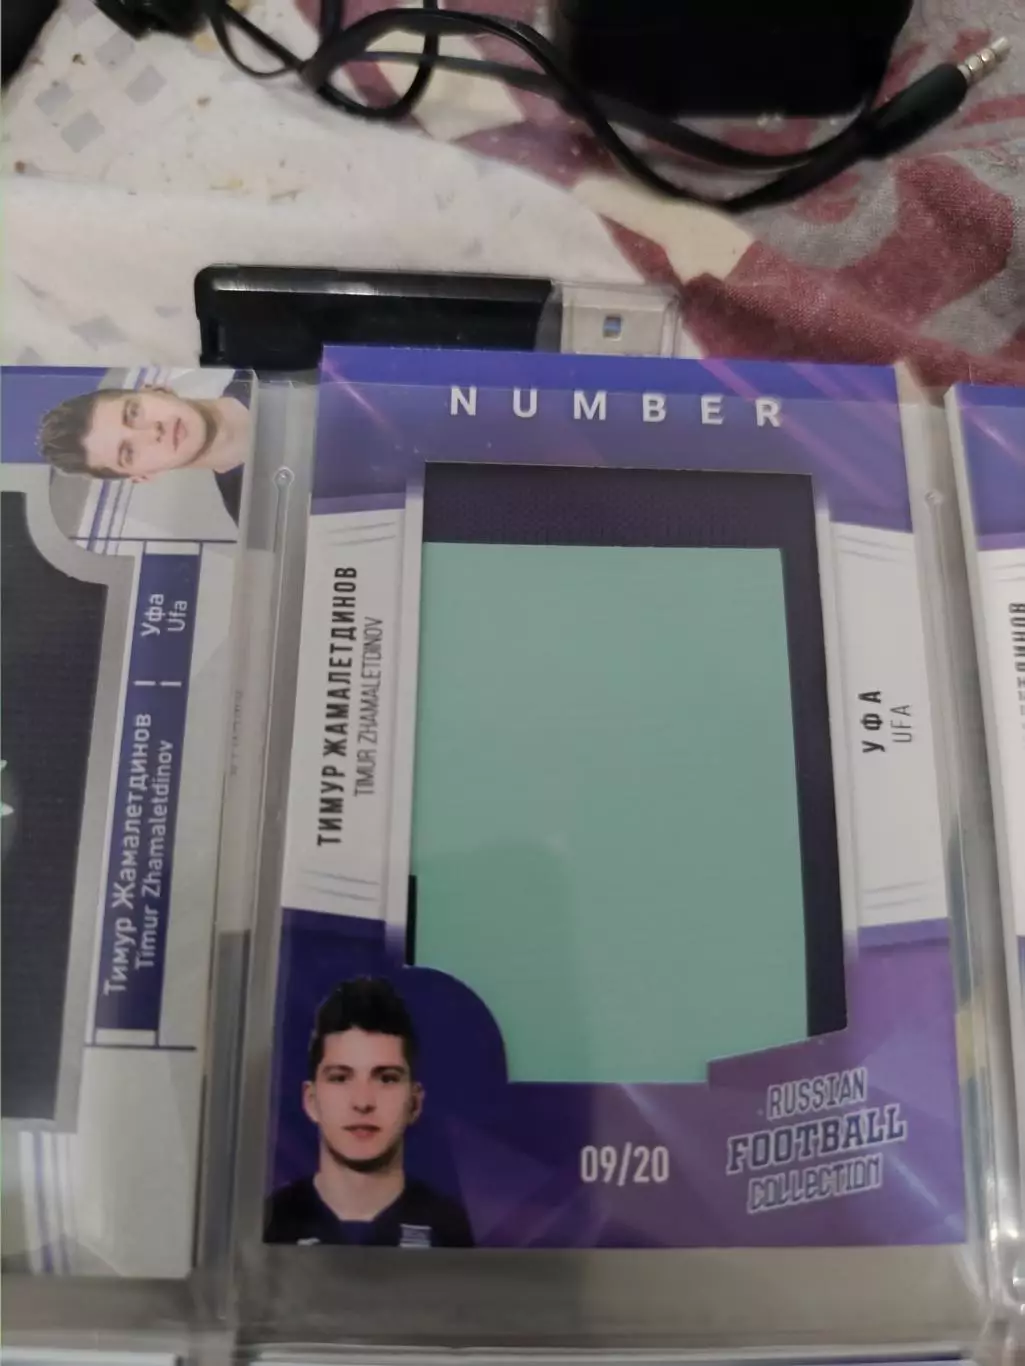 NUMBER
ТИМУР ЖАМАЛЕТДИНОВ
TIMUR ZHAMALETDINOV
УФА
UFA
09/20
RUSSIAN
FOOTBALL
COLLECTION
Тимур Жамалетдинов | Уфа
Timur Zhamaletdinov | Ufa